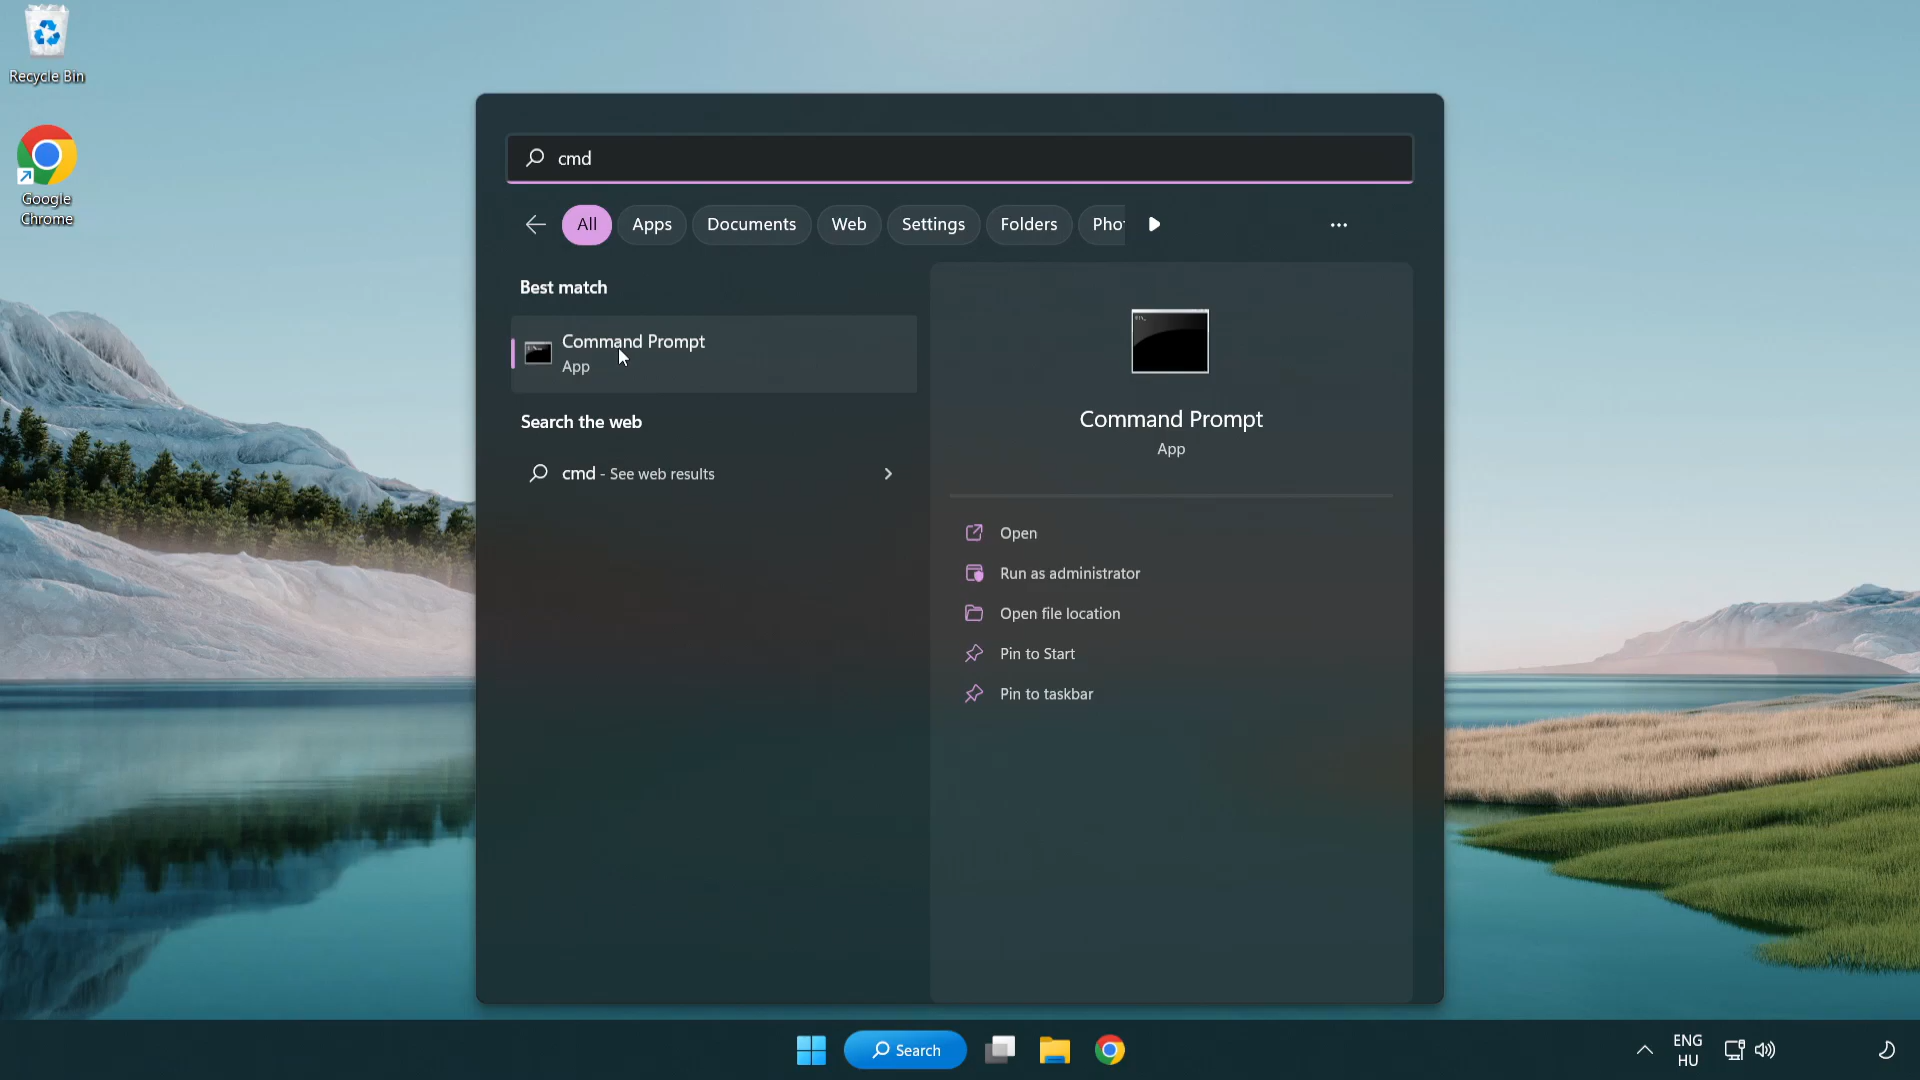 Recycle Bin
Google
Chrome
cmd
All
Apps
Documents
Web
Settings
Folders
Best match
Command Prompt
App
Search the web
cmd - See web results
Command Prompt
App
Open
Run as administrator
Open file location
Pin to Start
Pin to taskbar
Search
ENG
HU